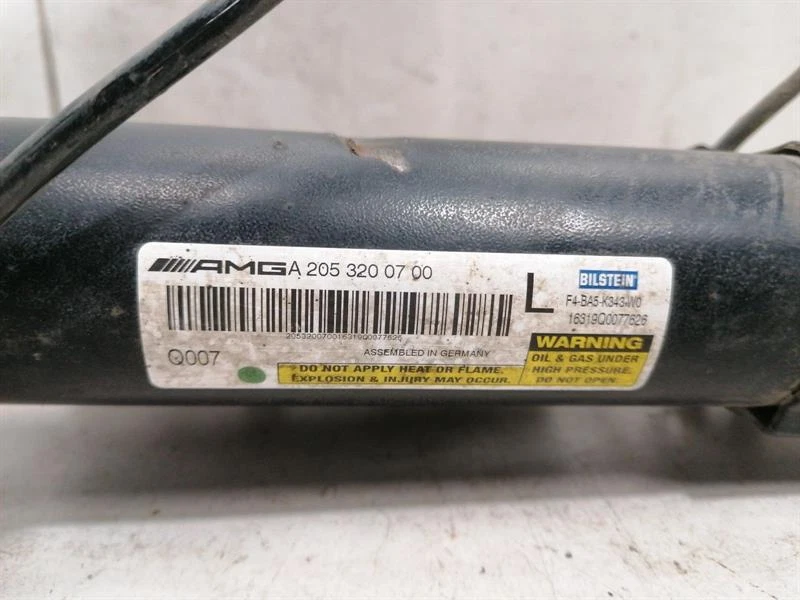 AMG A 205 320 07 00
L
BILSTEIN
F4-BA5-K343-W0
16319Q0077626
205320070016319Q0077626
Q007
ASSEMBLED IN GERMANY
DO NOT APPLY HEAT OR FLAME.
EXPLOSION & INJURY MAY OCCUR.
WARNING
OIL & GAS UNDER
HIGH PRESSURE.
DO NOT OPEN.